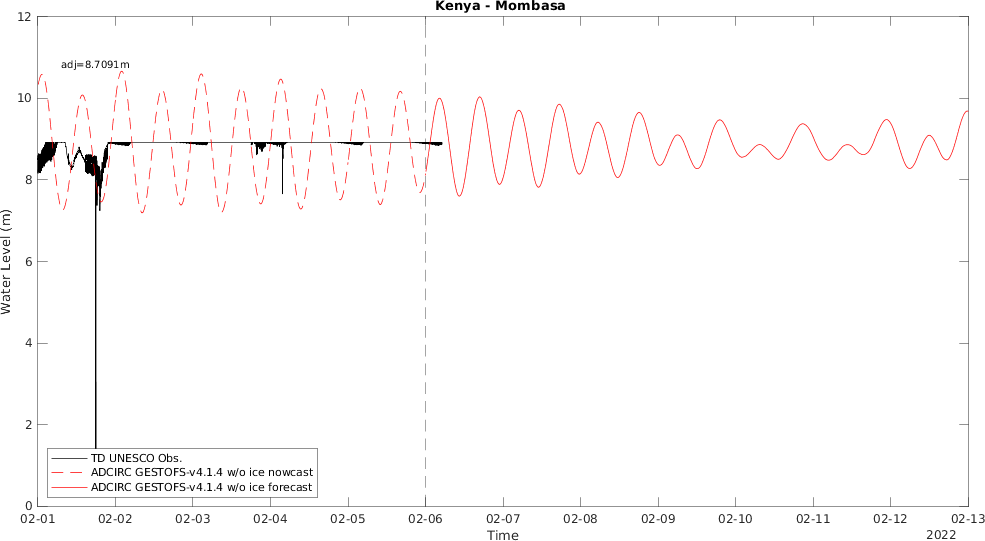 Kenya - Mombasa
12
adj=8.7091m
10
8
6
4
2
0
Water Level (m)
TD UNESCO Obs.
ADCIRC GESTOFS-v4.1.4 w/o ice nowcast
ADCIRC GESTOFS-v4.1.4 w/o ice forecast
02-01 02-02 02-03 02-04 02-05 02-06 02-07 02-08 02-09 02-10 02-11 02-12 02-13
Time
2022